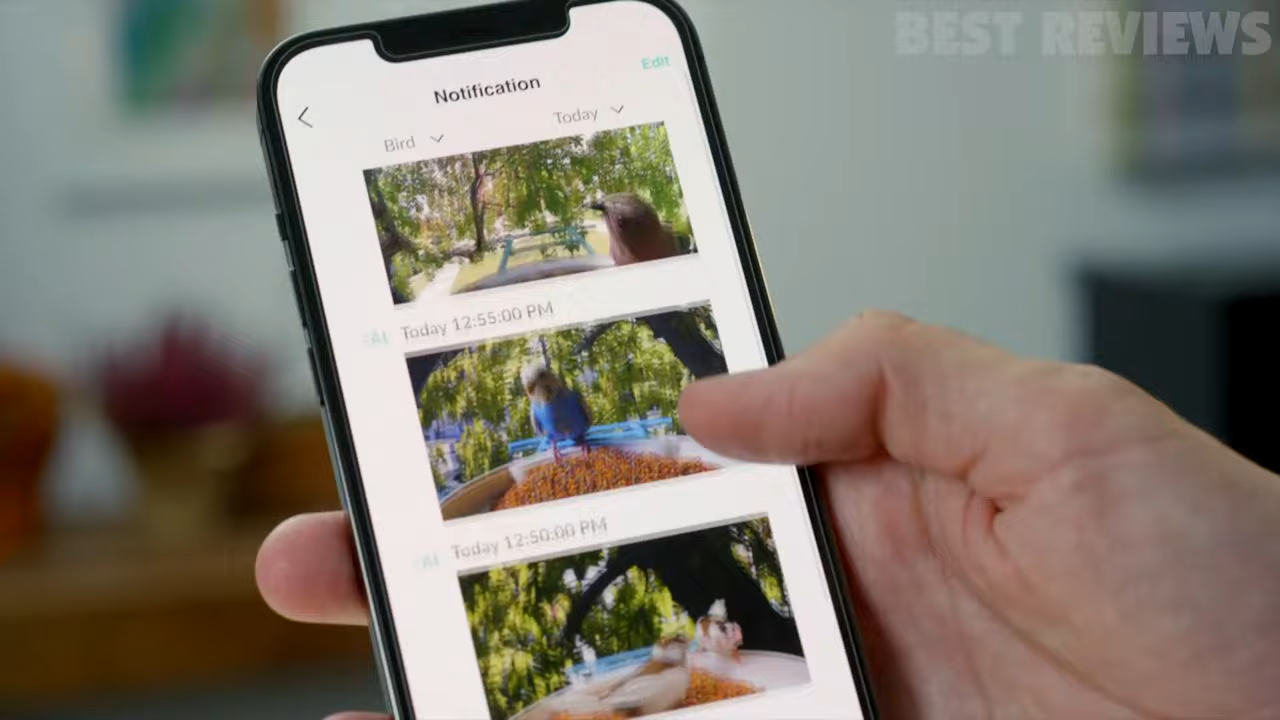 BEST REVIEWS
Edit
Notification
Bird
Today
AI Today 12:55:00 PM
AI Today 12:50:00 PM